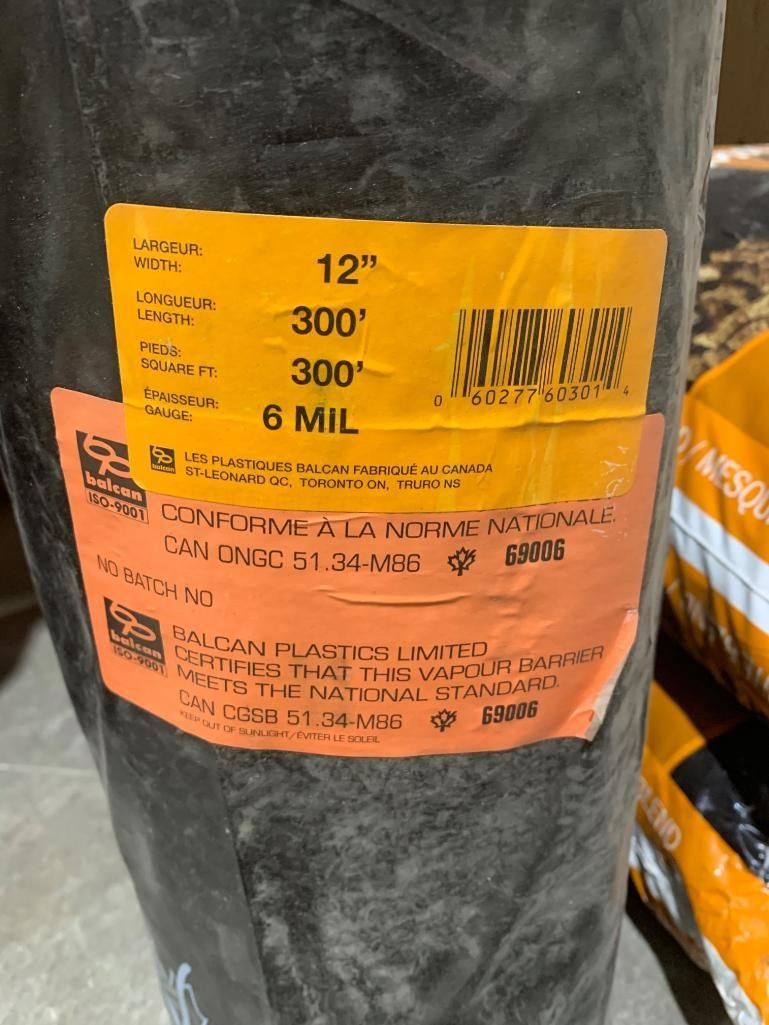 LARGEUR:
WIDTH: 12"
LONGUEUR:
LENGTH: 300'
PIEDS:
SQUARE FT: 300'
ÉPAISSEUR:
GAUGE: 6 MIL
0 60277 60301 4
balcan LES PLASTIQUES BALCAN FABRIQUÉ AU CANADA
ST-LEONARD QC, TORONTO ON, TRURO NS
balcan
ISO-9001
CONFORME À LA NORME NATIONALE.
CAN ONGC 51.34-M86 69006
NO BATCH NO
balcan
ISO-9001
BALCAN PLASTICS LIMITED
CERTIFIES THAT THIS VAPOUR BARRIER
MEETS THE NATIONAL STANDARD.
CAN CGSB 51.34-M86 69006
KEEP OUT OF SUNLIGHT/ÉVITER LE SOLEIL